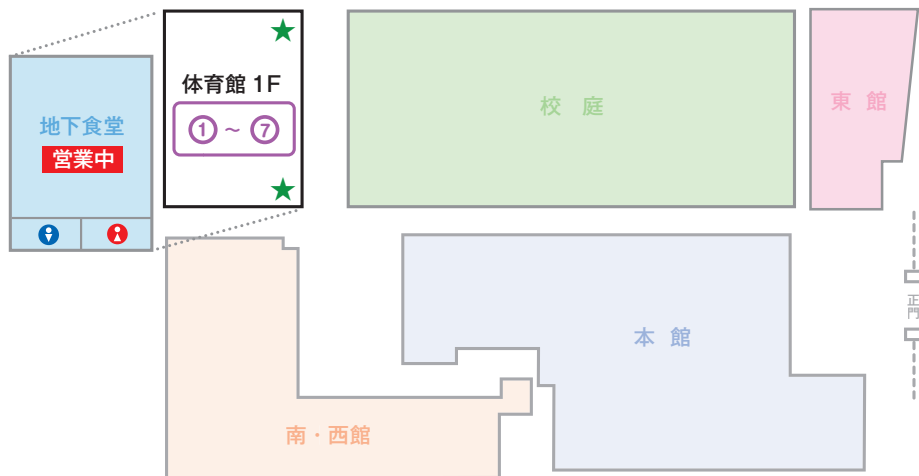 体育館 1F
① ~ ⑦
地下食堂
営業中
校 庭
東 館
正門
本 館
南・西館